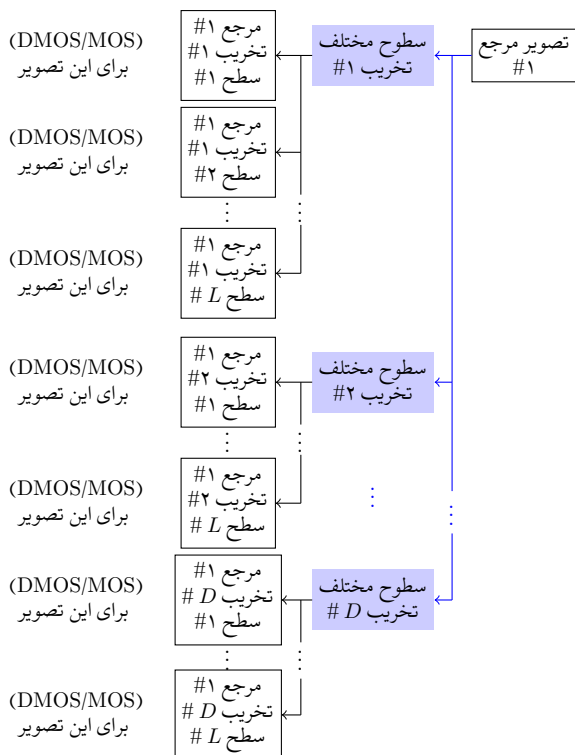 تصویر مرجع
#۱
سطوح مختلف
تخریب #۱
مرجع #۱
تخریب #۱
سطح #۱
(DMOS/MOS)
برای این تصویر
مرجع #۱
تخریب #۱
سطح #۲
(DMOS/MOS)
برای این تصویر
...
...
مرجع #۱
تخریب #۱
سطح L #
(DMOS/MOS)
برای این تصویر
سطوح مختلف
تخریب #۲
مرجع #۱
تخریب #۲
سطح #۱
(DMOS/MOS)
برای این تصویر
...
...
مرجع #۱
تخریب #۲
سطح L #
(DMOS/MOS)
برای این تصویر
...
...
سطوح مختلف
تخریب D #
مرجع #۱
تخریب D #
سطح #۱
(DMOS/MOS)
برای این تصویر
...
...
مرجع #۱
تخریب D #
سطح L #
(DMOS/MOS)
برای این تصویر